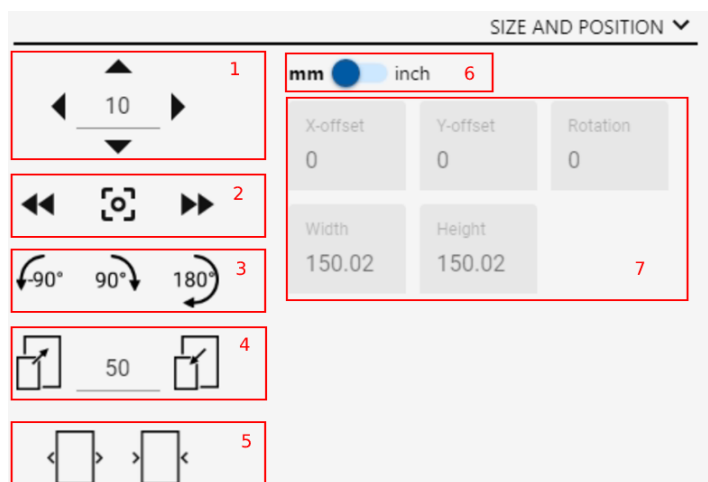 SIZE AND POSITION
1
10
2
-90° 90° 180° 3
4
50
5
mm inch 6
X-offset Y-offset Rotation
0 0 0
Width Height
150.02 150.02
7